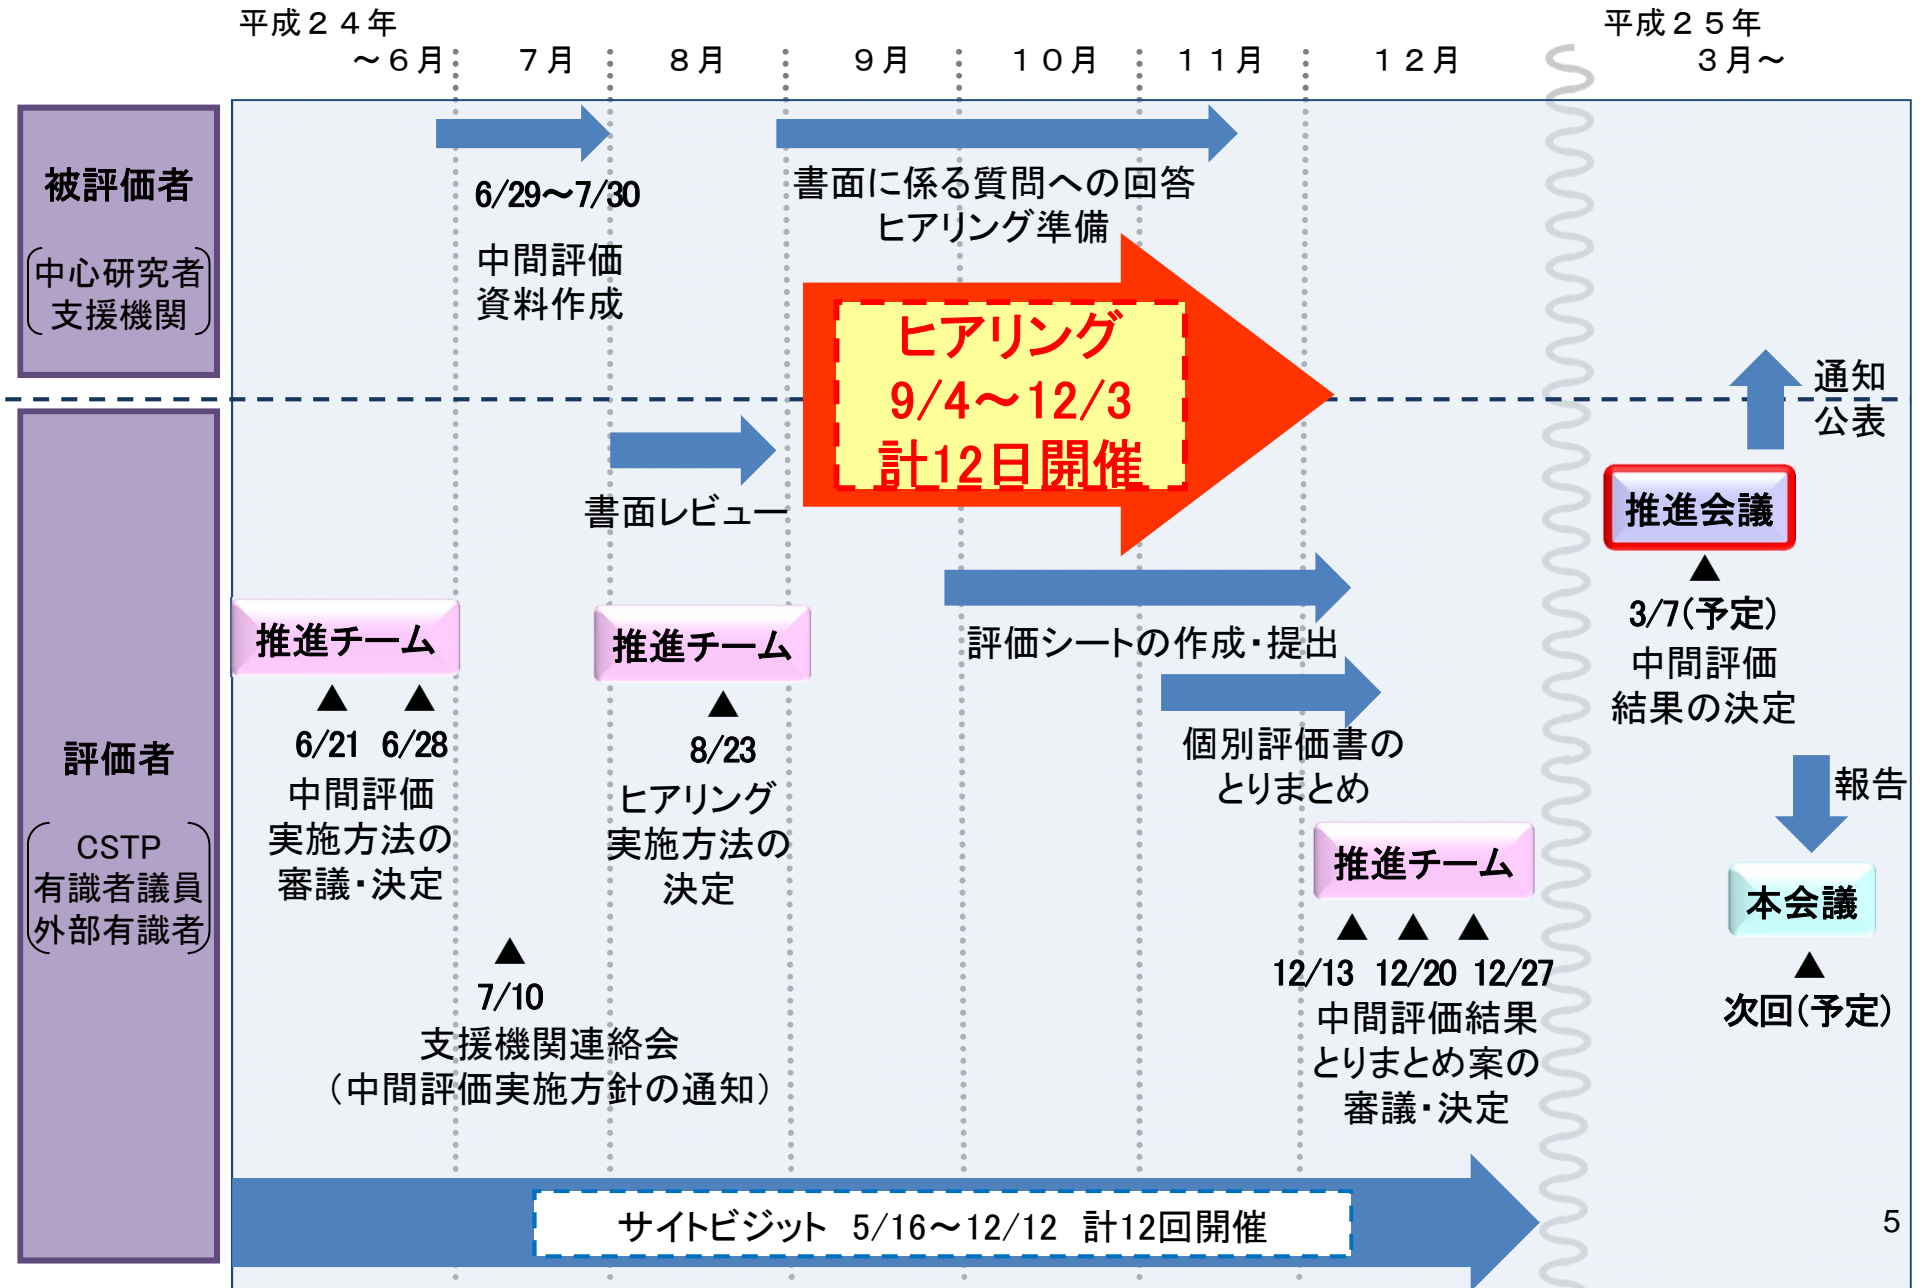 平成２４年
～６月
７月
８月
９月
１０月
１１月
１２月
平成２５年
３月～
被評価者
中心研究者
支援機関
6/29～7/30
中間評価
資料作成
書面に係る質問への回答
ヒアリング準備
ヒアリング
9/4～12/3
計12日開催
通知
公表
評価者
CSTP
有識者議員
外部有識者
書面レビュー
推進会議
▲
3/7(予定)
中間評価
結果の決定
評価シートの作成・提出
推進チーム
▲ ▲
6/21 6/28
中間評価
実施方法の
審議・決定
推進チーム
▲
8/23
ヒアリング
実施方法の
決定
個別評価書の
とりまとめ
報告
推進チーム
▲ ▲ ▲
12/13 12/20 12/27
中間評価結果
とりまとめ案の
審議・決定
本会議
▲
次回(予定)
▲
7/10
支援機関連絡会
（中間評価実施方針の通知）
サイトビジット 5/16～12/12 計12回開催
5